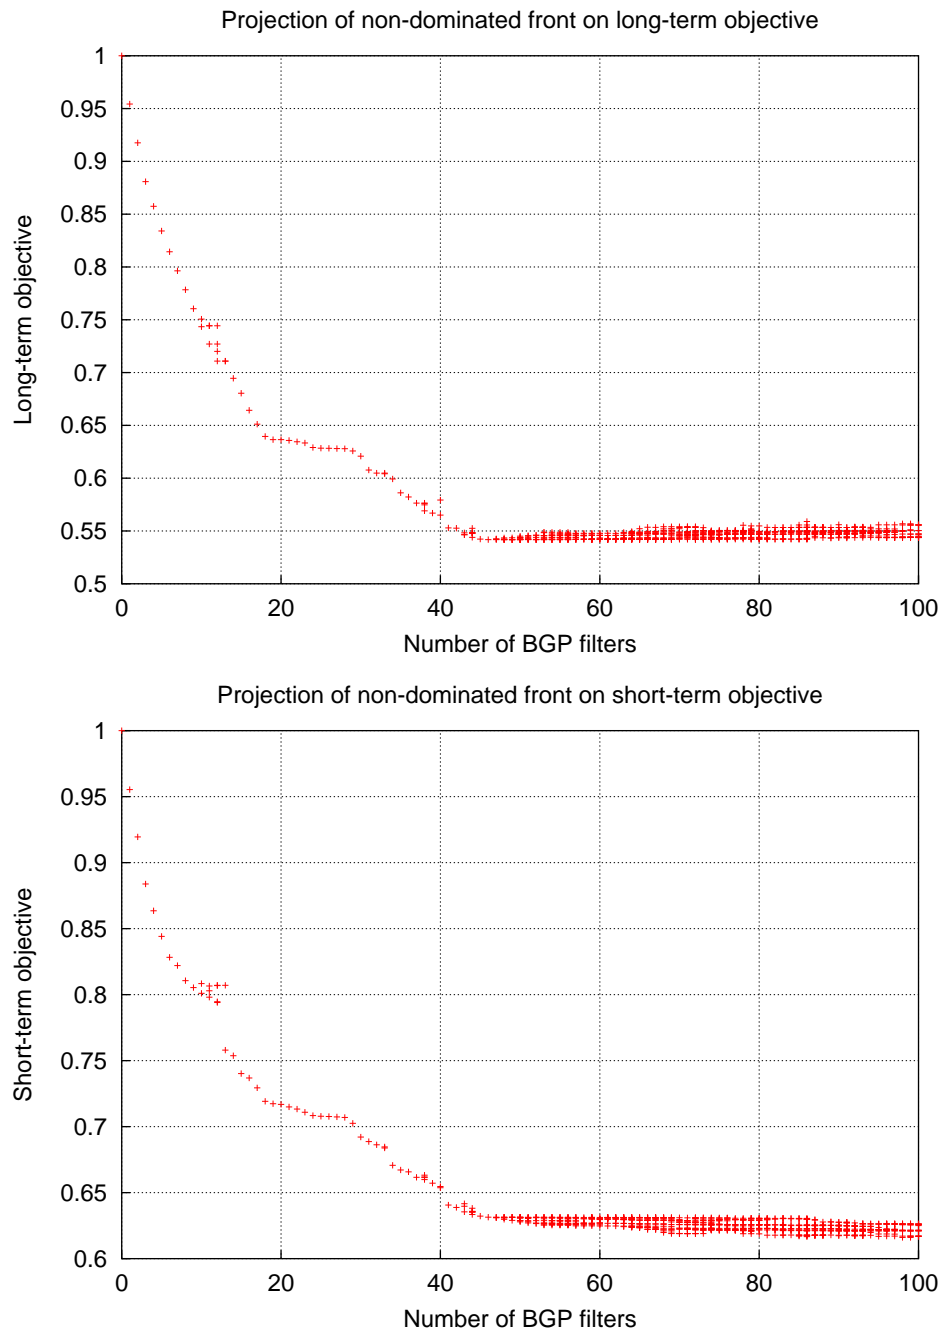 Projection of non-dominated front on long-term objective
1
0.95
0.9
0.85
0.8
0.75
0.7
0.65
0.6
0.55
0.5
Long-term objective
0 20 40 60 80 100
Number of BGP filters
Projection of non-dominated front on short-term objective
1
0.95
0.9
0.85
0.8
0.75
0.7
0.65
0.6
Short-term objective
0 20 40 60 80 100
Number of BGP filters